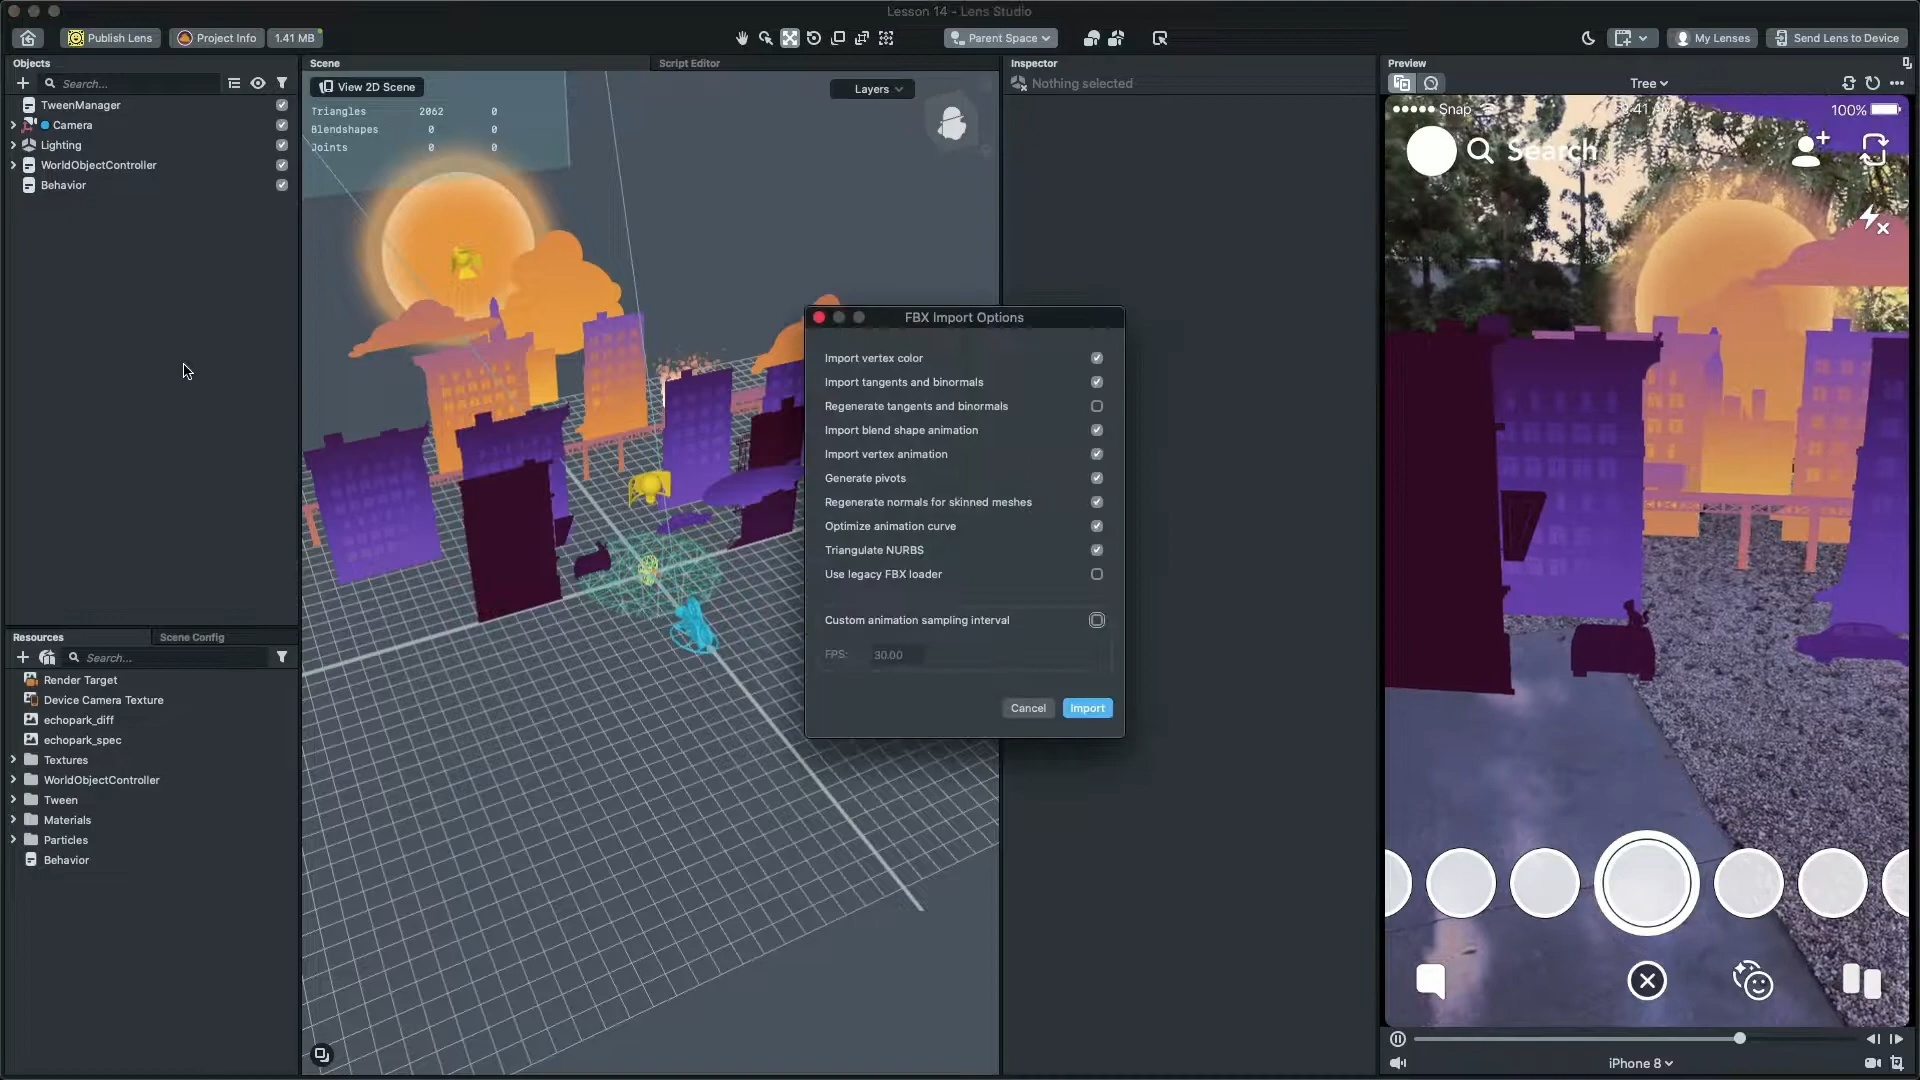 Lesson 14 - Lens Studio
Publish Lens
Project Info
1.41 MB
Parent Space
My Lenses
Send Lens to Device
Objects
Search...
TweenManager
Camera
Lighting
WorldObjectController
Behavior
Scene
Script Editor
View 2D Scene
Layers
Triangles 2062 0
Blendshapes 0 0
Joints 0 0
Inspector
Nothing selected
FBX Import Options
Import vertex color
Import tangents and binormals
Regenerate tangents and binormals
Import blend shape animation
Import vertex animation
Generate pivots
Regenerate normals for skinned meshes
Optimize animation curve
Triangulate NURBS
Use legacy FBX loader
Custom animation sampling interval
FPS: 30.00
Cancel
Import
Resources
Scene Config
Search...
Render Target
Device Camera Texture
echopark_diff
echopark_spec
Textures
WorldObjectController
Tween
Materials
Particles
Behavior
Preview
Tree
Snap
100%
Search
iPhone 8